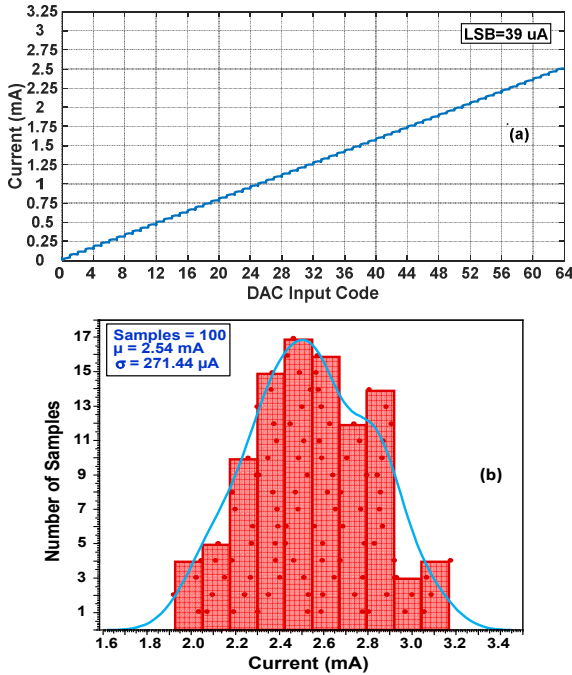 3.25
3
2.75
2.5
2.25
2
1.75
1.5
1.25
1
0.75
0.5
0.25
0
Current (mA)
LSB=39 uA
(a)
0 4 8 12 16 20 24 28 32 36 40 44 48 52 56 60 64
DAC Input Code
17
15
13
11
9
7
5
3
1
Number of Samples
Samples = 100
μ = 2.54 mA
σ = 271.44 μA
(b)
1.6 1.8 2.0 2.2 2.4 2.6 2.8 3.0 3.2 3.4
Current (mA)